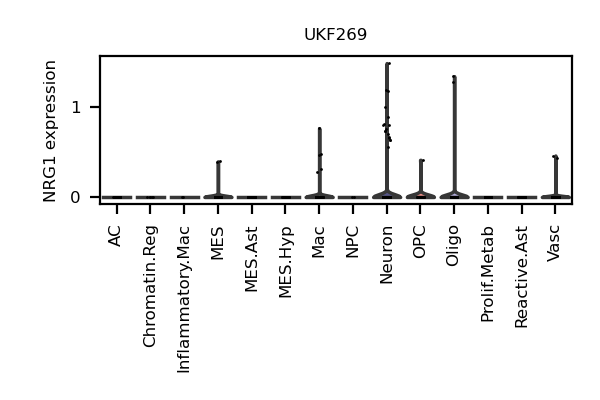 UKF269
NRG1 expression
1
0
AC
Chromatin.Reg
Inflammatory.Mac
MES
MES.Ast
MES.Hyp
Mac
NPC
Neuron
OPC
Oligo
Prolif.Metab
Reactive.Ast
Vasc